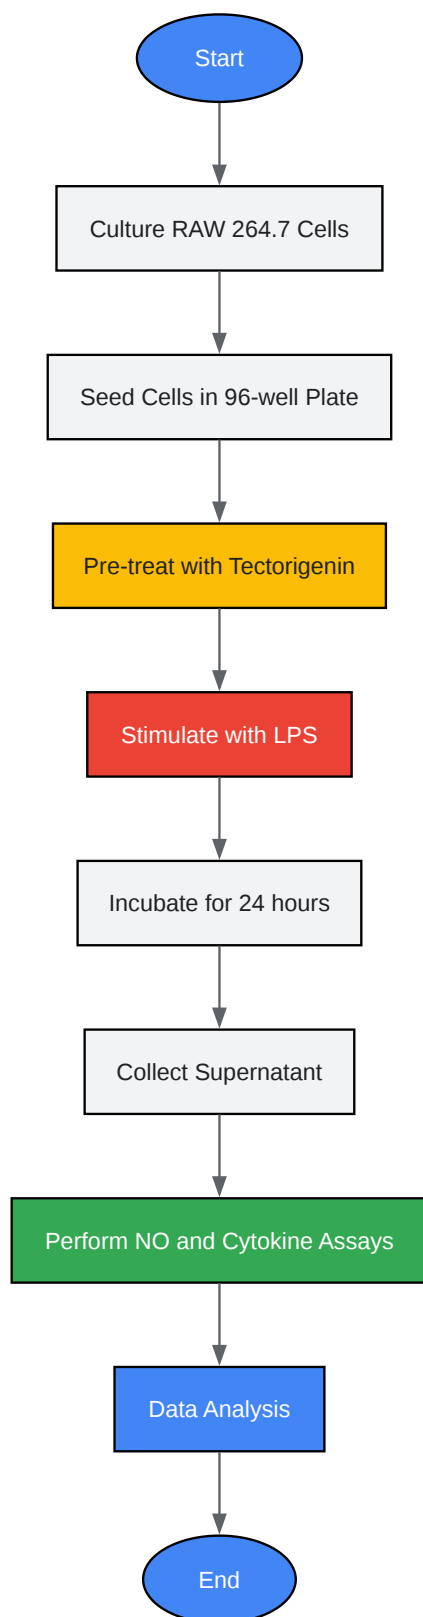 Start
Culture RAW 264.7 Cells
Seed Cells in 96-well Plate
Pre-treat with Tectorigenin
Stimulate with LPS
Incubate for 24 hours
Collect Supernatant
Perform NO and Cytokine Assays
Data Analysis
End